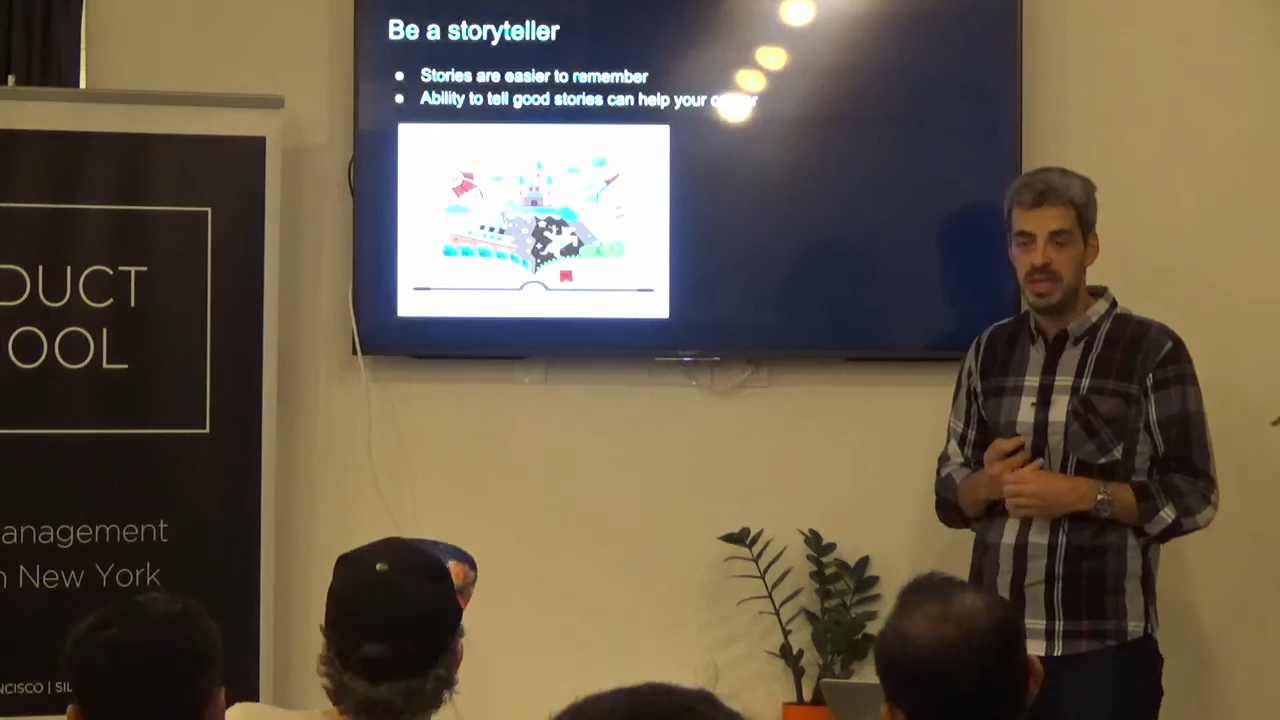 Be a storyteller
Stories are easier to remember
Ability to tell good stories can help your
DUCT
OOL
anagement
n New York
NCISCO | SIL